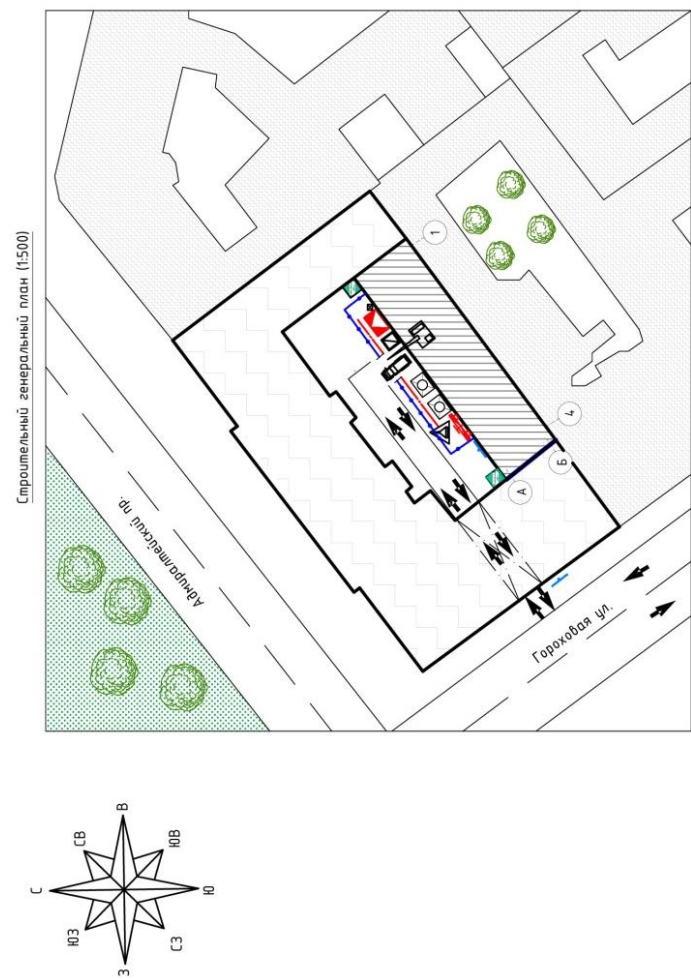 Строительный генеральный план (1:500)
Адмиралтейский пр.
Гороховая ул.
1
4
А
Б
С
СВ
В
ЮВ
Ю
СЗ
З
ЮЗ